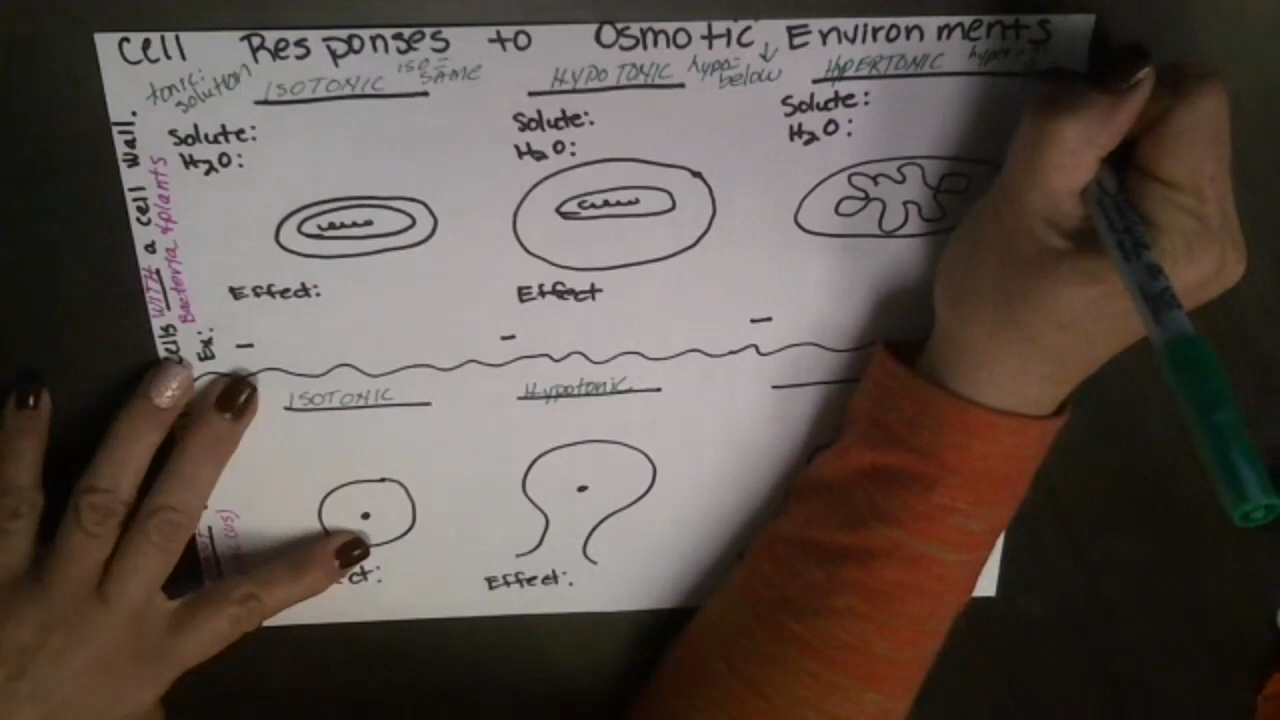 Cell Responses to Osmotic Environments
tonic: solution
ISOTONIC
iso = SAME
HYPOTONIC
hypo: below ↓
HYPERTONIC
hyper
Solute:
H₂O:
Solute:
H₂O:
Solute:
H₂O:
WITH a cell wall.
Bacteria + plants
Ex:
Effect:
Effect
ISOTONIC
Hypotonic
Effect: